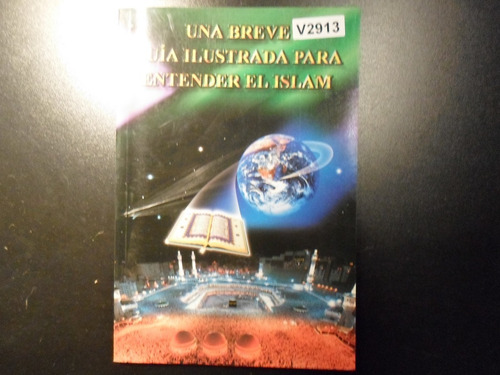 UNA BREVE
V2913
UÍA ILUSTRADA PARA
ENTENDER EL ISLAM